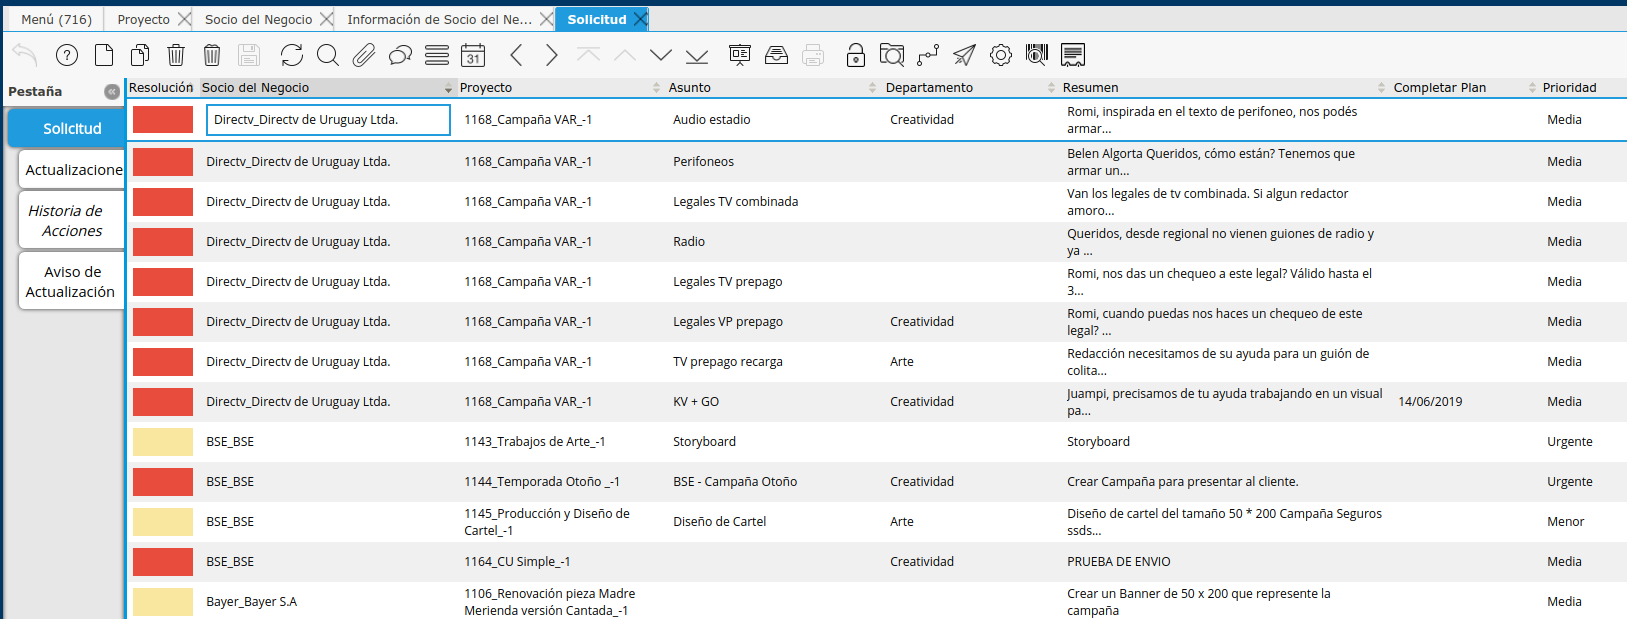 Menú (716) Proyecto Socio del Negocio Información de Socio del Ne... Solicitud
31
Pestaña
Solicitud
Actualizacione
Historia de
Acciones
Aviso de
Actualización
Resolución Socio del Negocio Proyecto Asunto Departamento Resumen Completar Plan Prioridad
Directv_Directv de Uruguay Ltda. 1168_Campaña VAR_-1 Audio estadio Creatividad Romi, inspirada en el texto de perifoneo, nos podés
armar... Media
Directv_Directv de Uruguay Ltda. 1168_Campaña VAR_-1 Perifoneos Belen Algorta Queridos, cómo están? Tenemos que
armar un... Media
Directv_Directv de Uruguay Ltda. 1168_Campaña VAR_-1 Legales TV combinada Van los legales de tv combinada. Si algun redactor
amoro... Media
Directv_Directv de Uruguay Ltda. 1168_Campaña VAR_-1 Radio Queridos, desde regional no vienen guiones de radio y
ya ... Media
Directv_Directv de Uruguay Ltda. 1168_Campaña VAR_-1 Legales TV prepago Romi, nos das un chequeo a este legal? Válido hasta el
3... Media
Directv_Directv de Uruguay Ltda. 1168_Campaña VAR_-1 Legales VP prepago Creatividad Romi, cuando puedas nos haces un chequeo de este
legal? ... Media
Directv_Directv de Uruguay Ltda. 1168_Campaña VAR_-1 TV prepago recarga Arte Redacción necesitamos de su ayuda para un guión de
colita... Media
Directv_Directv de Uruguay Ltda. 1168_Campaña VAR_-1 KV + GO Creatividad Juampi, precisamos de tu ayuda trabajando en un visual
pa... 14/06/2019 Media
BSE_BSE 1143_Trabajos de Arte_-1 Storyboard Storyboard Urgente
BSE_BSE 1144_Temporada Otoño _-1 BSE - Campaña Otoño Creatividad Crear Campaña para presentar al cliente. Urgente
BSE_BSE 1145_Producción y Diseño de
Cartel_-1 Diseño de Cartel Arte Diseño de cartel del tamaño 50 * 200 Campaña Seguros
ssds... Menor
BSE_BSE 1164_CU Simple_-1 Creatividad PRUEBA DE ENVIO Media
Bayer_Bayer S.A 1106_Renovación pieza Madre
Merienda versión Cantada_-1 Crear un Banner de 50 x 200 que represente la
campaña Media